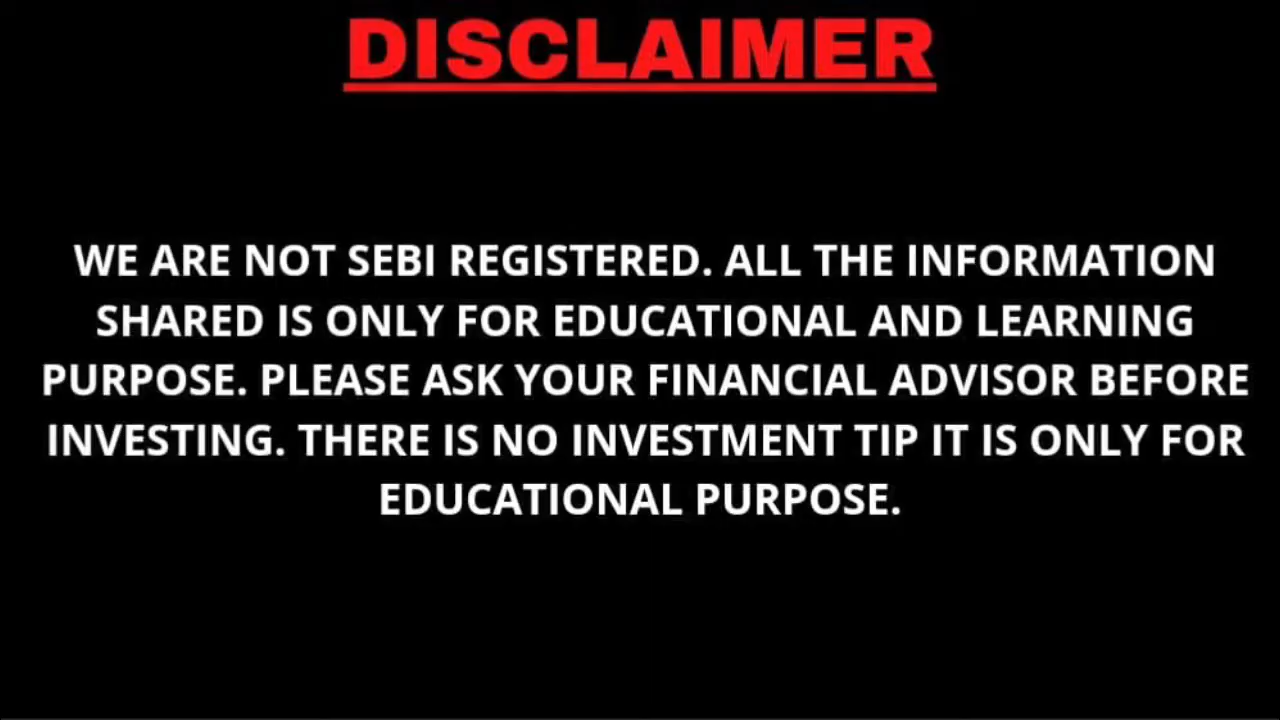 DISCLAIMER
WE ARE NOT SEBI REGISTERED. ALL THE INFORMATION
SHARED IS ONLY FOR EDUCATIONAL AND LEARNING
PURPOSE. PLEASE ASK YOUR FINANCIAL ADVISOR BEFORE
INVESTING. THERE IS NO INVESTMENT TIP IT IS ONLY FOR
EDUCATIONAL PURPOSE.